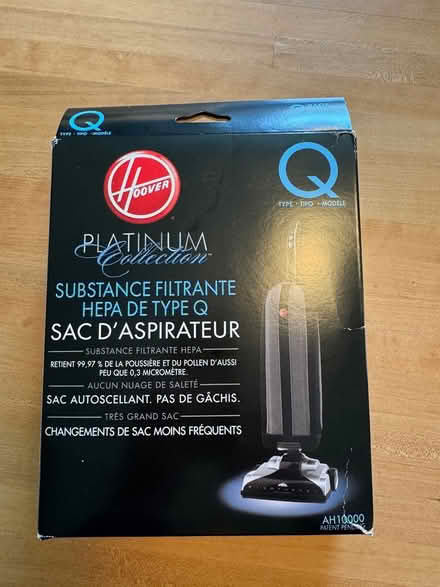 Q
TYPE • TIPO • MODÈLE
HOOVER
Q
TYPE • TIPO • MODÈLE
PLATINUM
Collection™
SUBSTANCE FILTRANTE
HEPA DE TYPE Q
SAC D'ASPIRATEUR
SUBSTANCE FILTRANTE HEPA
RETIENT 99,97 % DE LA POUSSIÈRE ET DU POLLEN D'AUSSI
PEU QUE 0,3 MICROMÈTRE.
AUCUN NUAGE DE SALETÉ
SAC AUTOSCELLANT. PAS DE GÂCHIS.
TRÈS GRAND SAC
CHANGEMENTS DE SAC MOINS FRÉQUENTS
AH10000
PATENT PENDING